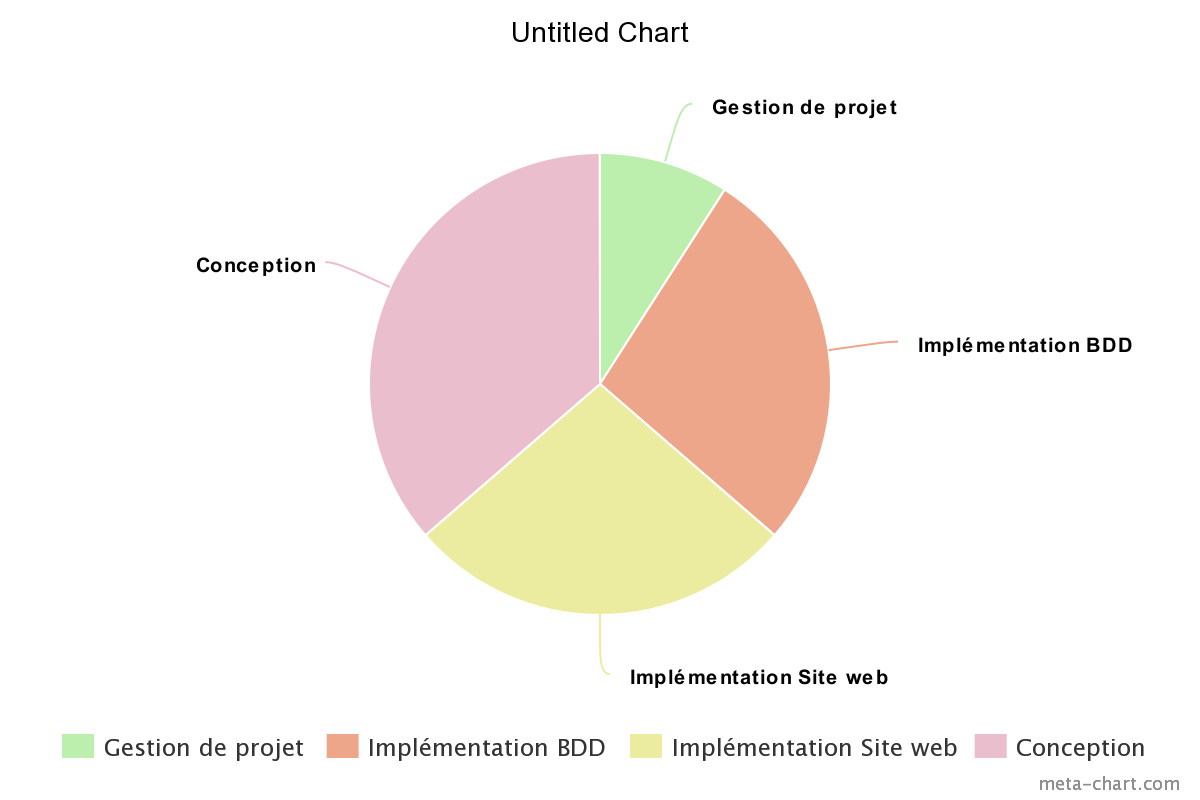 Untitled Chart
Gestion de projet
Conception
Implémentation BDD
Implémentation Site web
Gestion de projet Implémentation BDD Implémentation Site web Conception
meta-chart.com